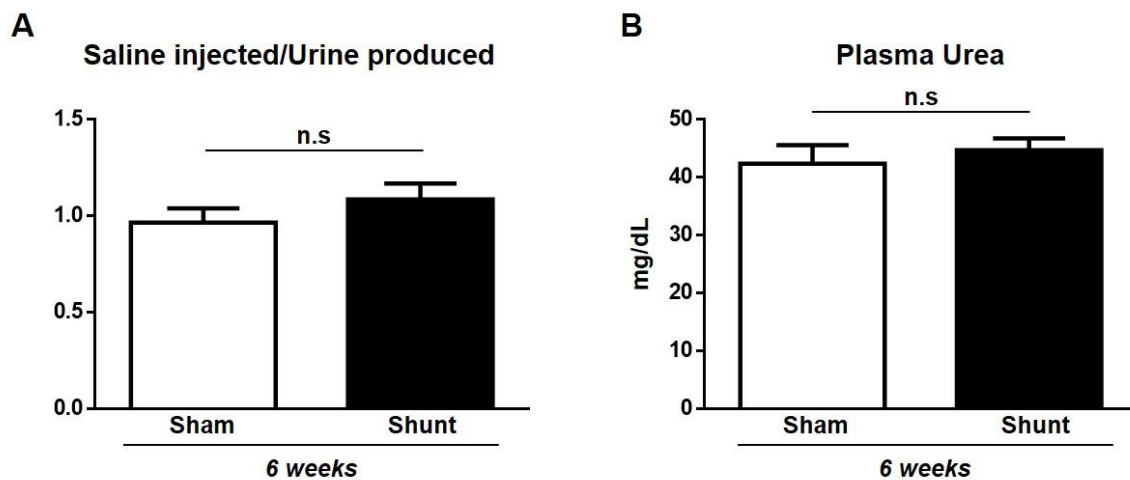 A
Saline injected/Urine produced
n.s
1.5
1.0
0.5
0.0
Sham Shunt
6 weeks
B
Plasma Urea
n.s
mg/dL
50
40
30
20
10
0
Sham Shunt
6 weeks